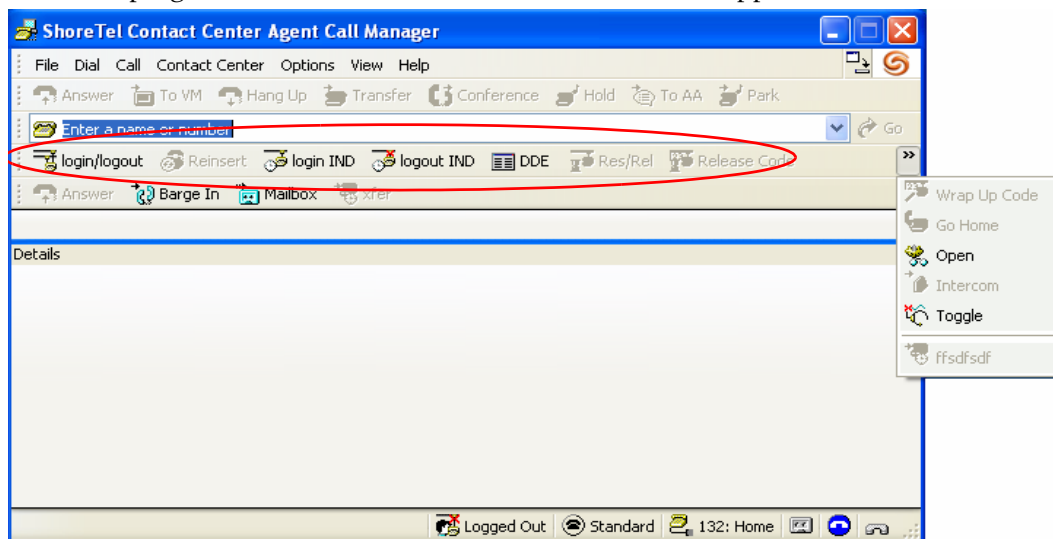 ShoreTel Contact Center Agent Call Manager
File Dial Call Contact Center Options View Help
Answer To VM Hang Up Transfer Conference Hold To AA Park
Enter a name or number Go
login/logout Reinsert login IND logout IND DDE Res/Rel Release Code »
Answer Barge In Mailbox xfer
Wrap Up Code
Go Home
Details
Open
Intercom
Toggle
ffsdfsdf
Logged Out Standard 132: Home